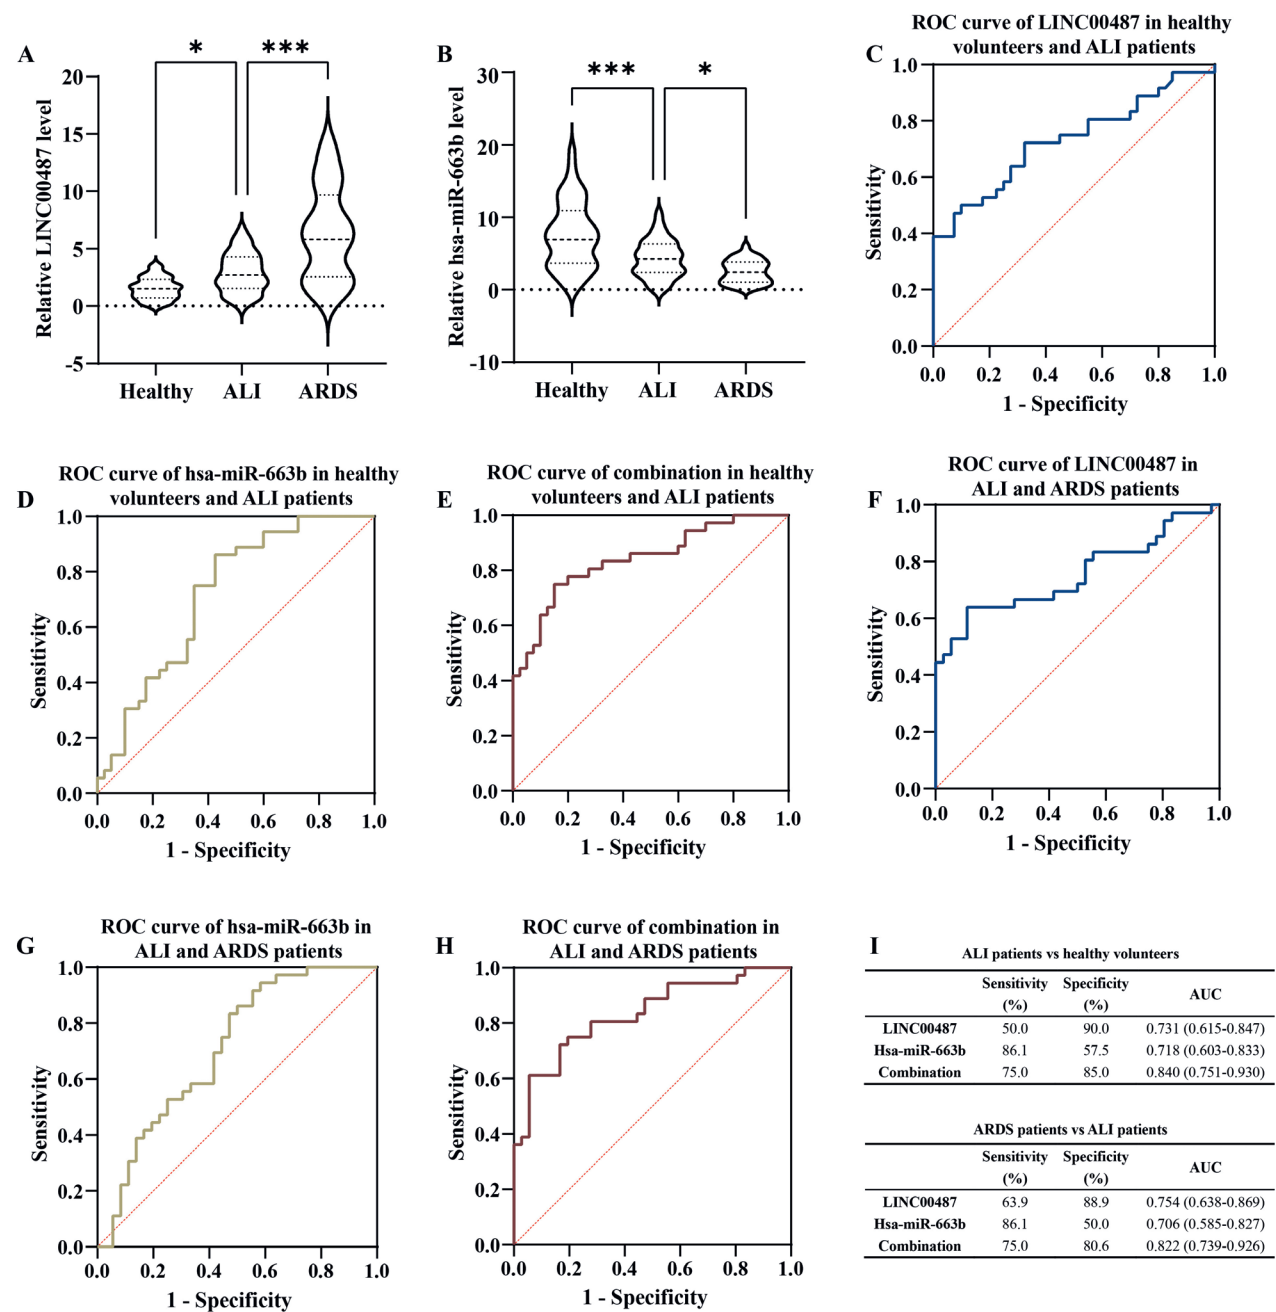 A
*
***
Relative LINC00487 level
20
15
10
5
0
-5
Healthy
ALI
ARDS
B
***
*
Relative hsa-miR-663b level
30
20
10
0
-10
Healthy
ALI
ARDS
C
ROC curve of LINC00487 in healthy
volunteers and ALI patients
Sensitivity
1.0
0.8
0.6
0.4
0.2
0.0
0.0 0.2 0.4 0.6 0.8 1.0
1 - Specificity
D
ROC curve of hsa-miR-663b in healthy
volunteers and ALI patients
Sensitivity
1.0
0.8
0.6
0.4
0.2
0.0
0.0 0.2 0.4 0.6 0.8 1.0
1 - Specificity
E
ROC curve of combination in healthy
volunteers and ALI patients
Sensitivity
1.0
0.8
0.6
0.4
0.2
0.0
0.0 0.2 0.4 0.6 0.8 1.0
1 - Specificity
F
ROC curve of LINC00487 in
ALI and ARDS patients
Sensitivity
1.0
0.8
0.6
0.4
0.2
0.0
0.0 0.2 0.4 0.6 0.8 1.0
1 - Specificity
G
ROC curve of hsa-miR-663b in
ALI and ARDS patients
Sensitivity
1.0
0.8
0.6
0.4
0.2
0.0
0.0 0.2 0.4 0.6 0.8 1.0
1 - Specificity
H
ROC curve of combination in
ALI and ARDS patients
Sensitivity
1.0
0.8
0.6
0.4
0.2
0.0
0.0 0.2 0.4 0.6 0.8 1.0
1 - Specificity
I
ALI patients vs healthy volunteers
Sensitivity Specificity AUC
(%) (%)
LINC00487 50.0 90.0 0.731 (0.615-0.847)
Hsa-miR-663b 86.1 57.5 0.718 (0.603-0.833)
Combination 75.0 85.0 0.840 (0.751-0.930)
ARDS patients vs ALI patients
Sensitivity Specificity AUC
(%) (%)
LINC00487 63.9 88.9 0.754 (0.638-0.869)
Hsa-miR-663b 86.1 50.0 0.706 (0.585-0.827)
Combination 75.0 80.6 0.822 (0.739-0.926)